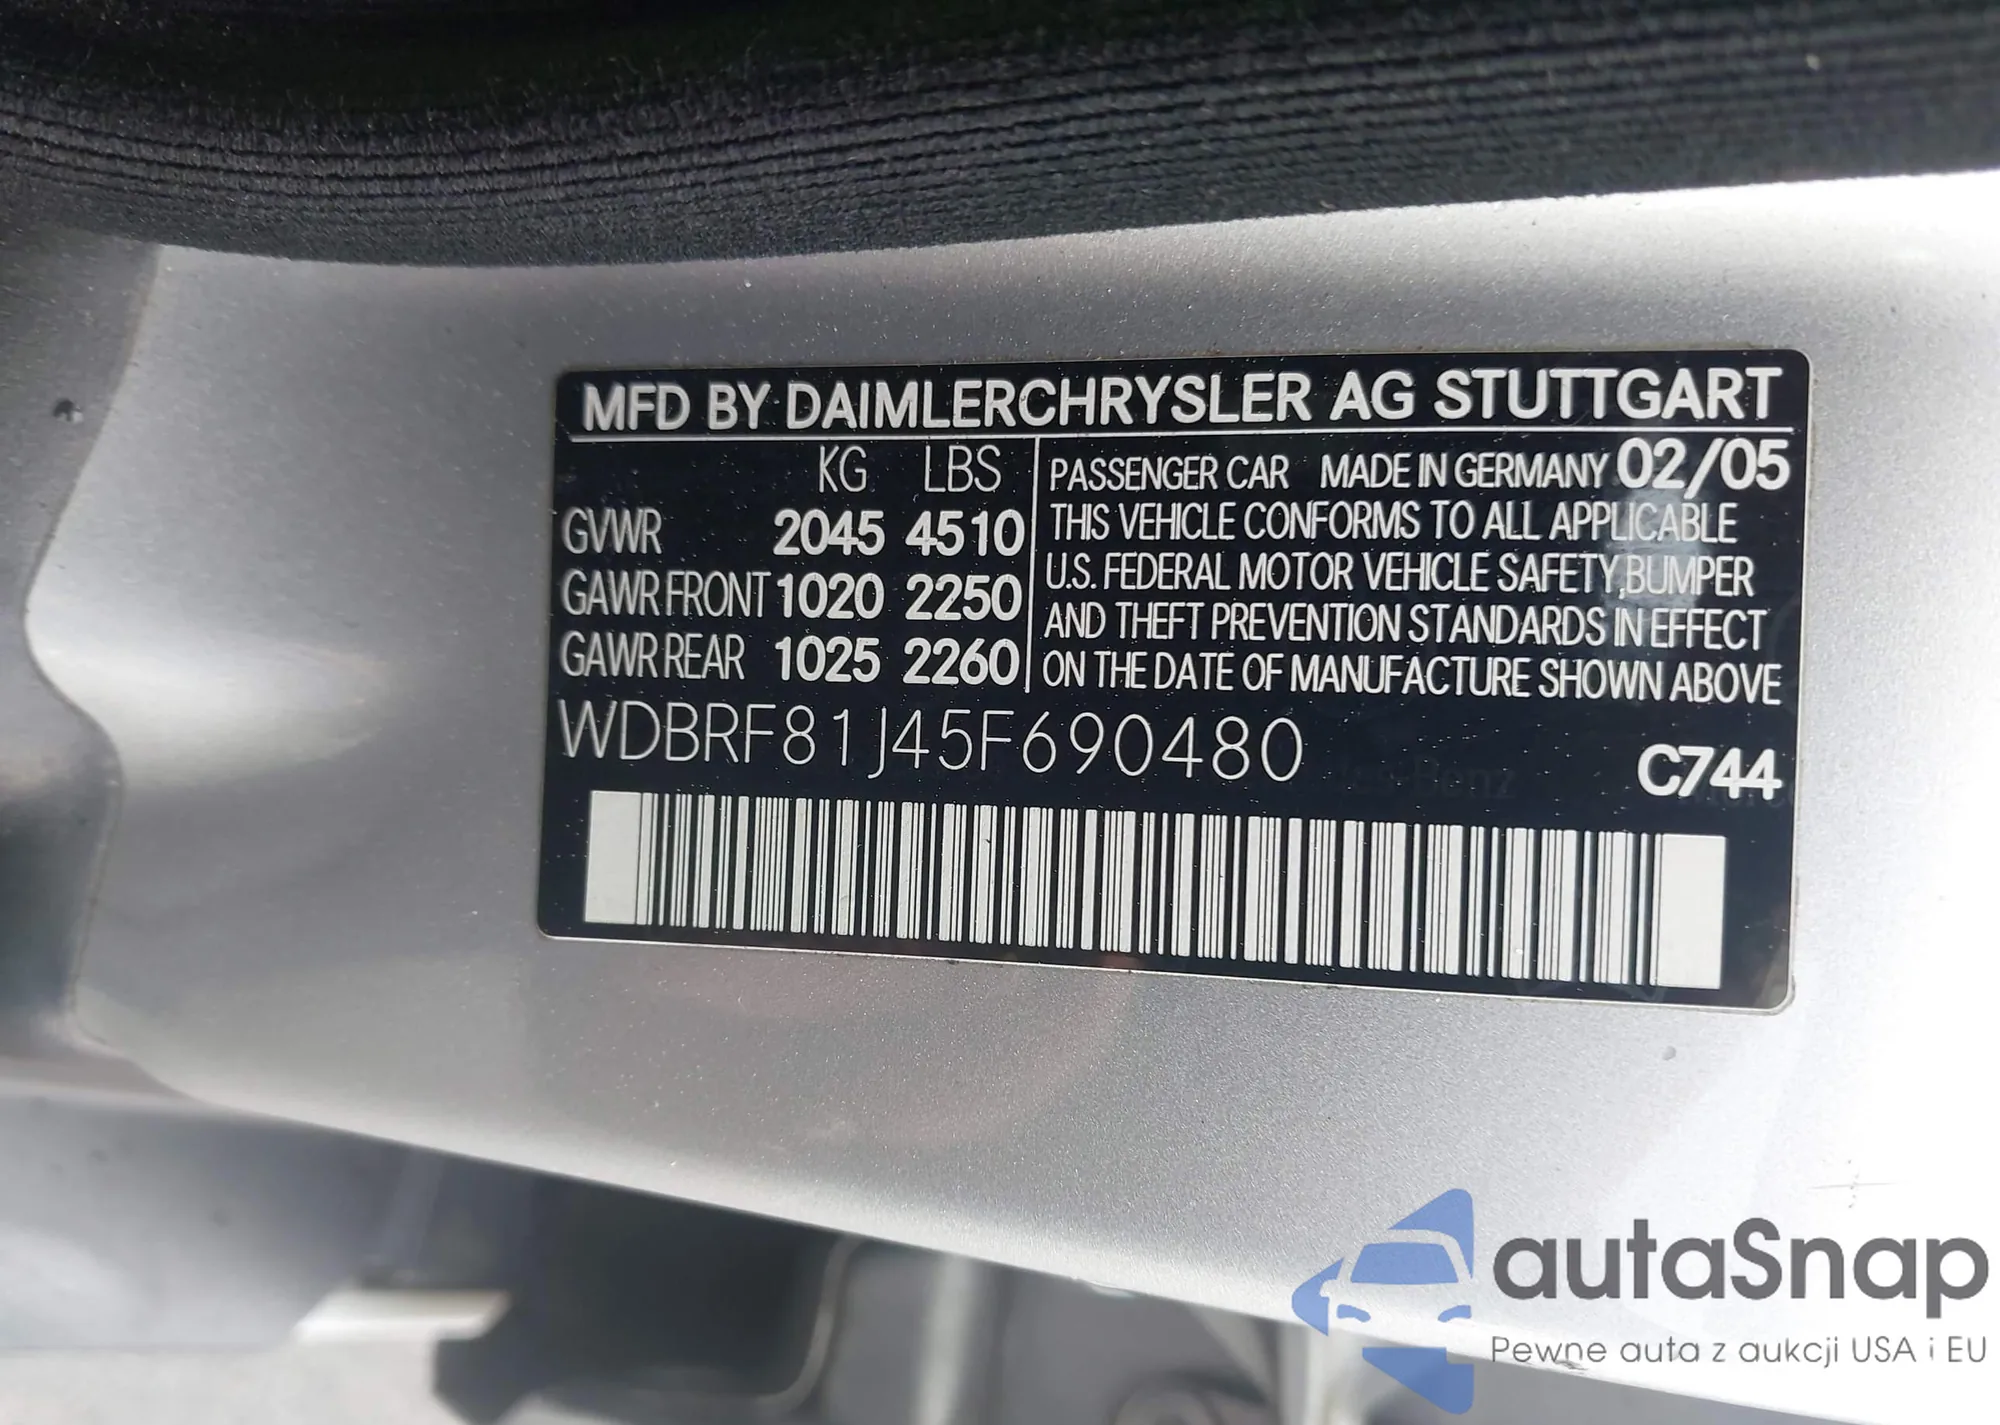 MFD BY DAIMLERCHRYSLER AG STUTTGART
KG LBS
GVWR 2045 4510
GAWR FRONT 1020 2250
GAWR REAR 1025 2260
PASSENGER CAR MADE IN GERMANY 02/05
THIS VEHICLE CONFORMS TO ALL APPLICABLE
U.S. FEDERAL MOTOR VEHICLE SAFETY,BUMPER
AND THEFT PREVENTION STANDARDS IN EFFECT
ON THE DATE OF MANUFACTURE SHOWN ABOVE
WDBRF81J45F690480
C744
autaSnap
Pewne auta z aukcji USA i EU